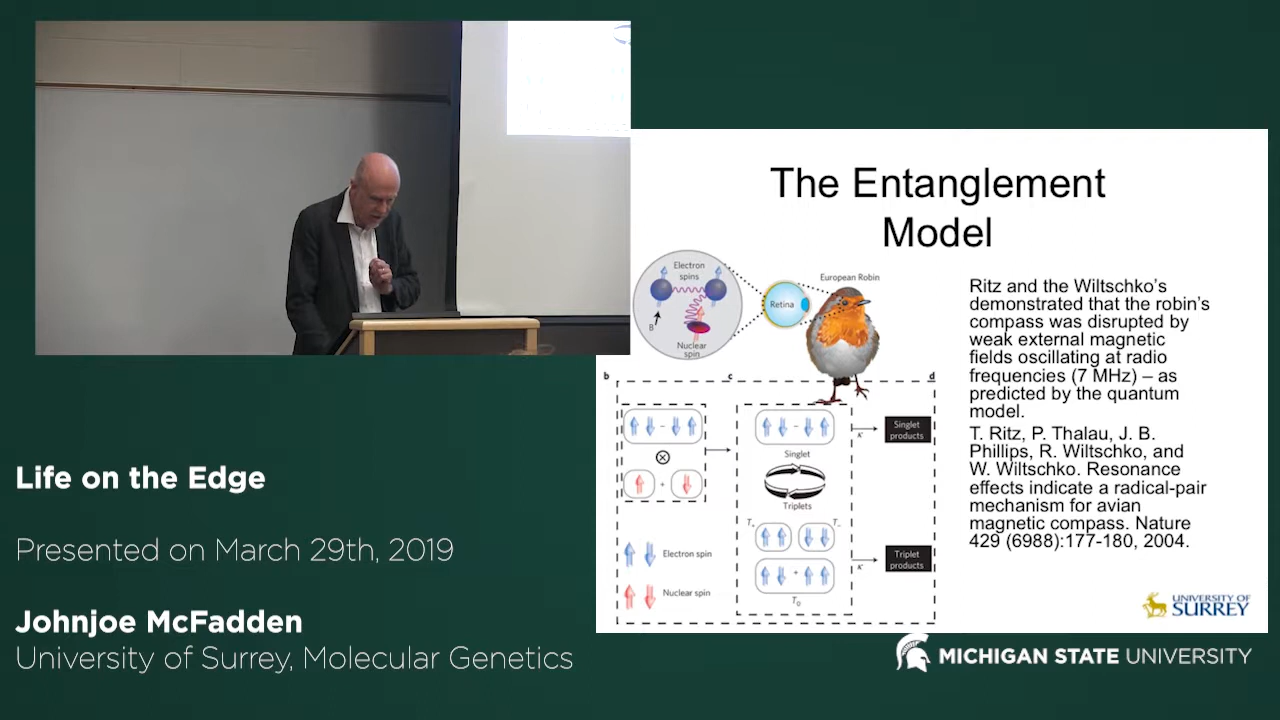 The Entanglement
Model
Electron
spins
B
Nuclear
spin
Retina
European Robin
b
c
d
Singlet
Triplets
T+
T-
T0
κ
κ
Singlet
products
Triplet
products
Electron spin
Nuclear spin
Ritz and the Wiltschko's
demonstrated that the robin's
compass was disrupted by
weak external magnetic
fields oscillating at radio
frequencies (7 MHz) – as
predicted by the quantum
model.
T. Ritz, P. Thalau, J. B.
Phillips, R. Wiltschko, and
W. Wiltschko. Resonance
effects indicate a radical-pair
mechanism for avian
magnetic compass. Nature
429 (6988):177-180, 2004.
UNIVERSITY OF
SURREY
Life on the Edge
Presented on March 29th, 2019
Johnjoe McFadden
University of Surrey, Molecular Genetics
MICHIGAN STATE UNIVERSITY